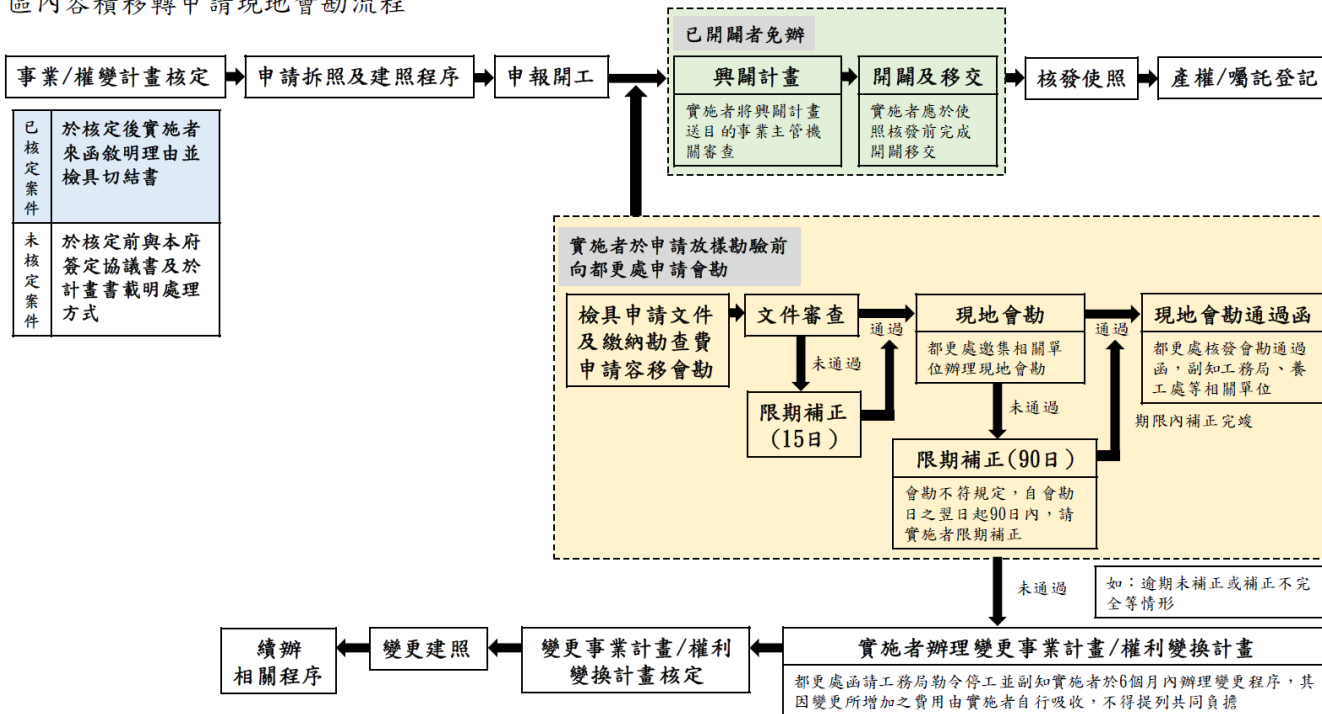 區內容積移轉申請現地會勘流程
已開闢者免辦
事業/權變計畫核定
申請拆照及建照程序
申報開工
興闢計畫
實施者將興闢計畫
送目的事業主管機
關審查
開闢及移交
實施者應於使
照核發前完成
開闢移交
核發使照
產權/囑託登記
已核定案件
於核定後實施者
來函敘明理由並
檢具切結書
未核定案件
於核定前與本府
簽定協議書及於
計畫書載明處理
方式
實施者於申請放樣勘驗前
向都更處申請會勘
檢具申請文件
及繳納勘查費
申請容移會勘
文件審查
通過
未通過
限期補正
(15日)
現地會勘
都更處邀集相關單
位辦理現地會勘
通過
未通過
現地會勘通過函
都更處核發會勘通過
函，副知工務局、養
工處等相關單位
期限內補正完竣
限期補正(90日)
會勘不符規定，自會勘
日之翌日起90日內，請
實施者限期補正
未通過
如：逾期未補正或補正不完
全等情形
實施者辦理變更事業計畫/權利變換計畫
都更處函請工務局勒令停工並副知實施者於6個月內辦理變更程序，其
因變更所增加之費用由實施者自行吸收，不得提列共同負擔
變更事業計畫/權利
變換計畫核定
變更建照
續辦
相關程序